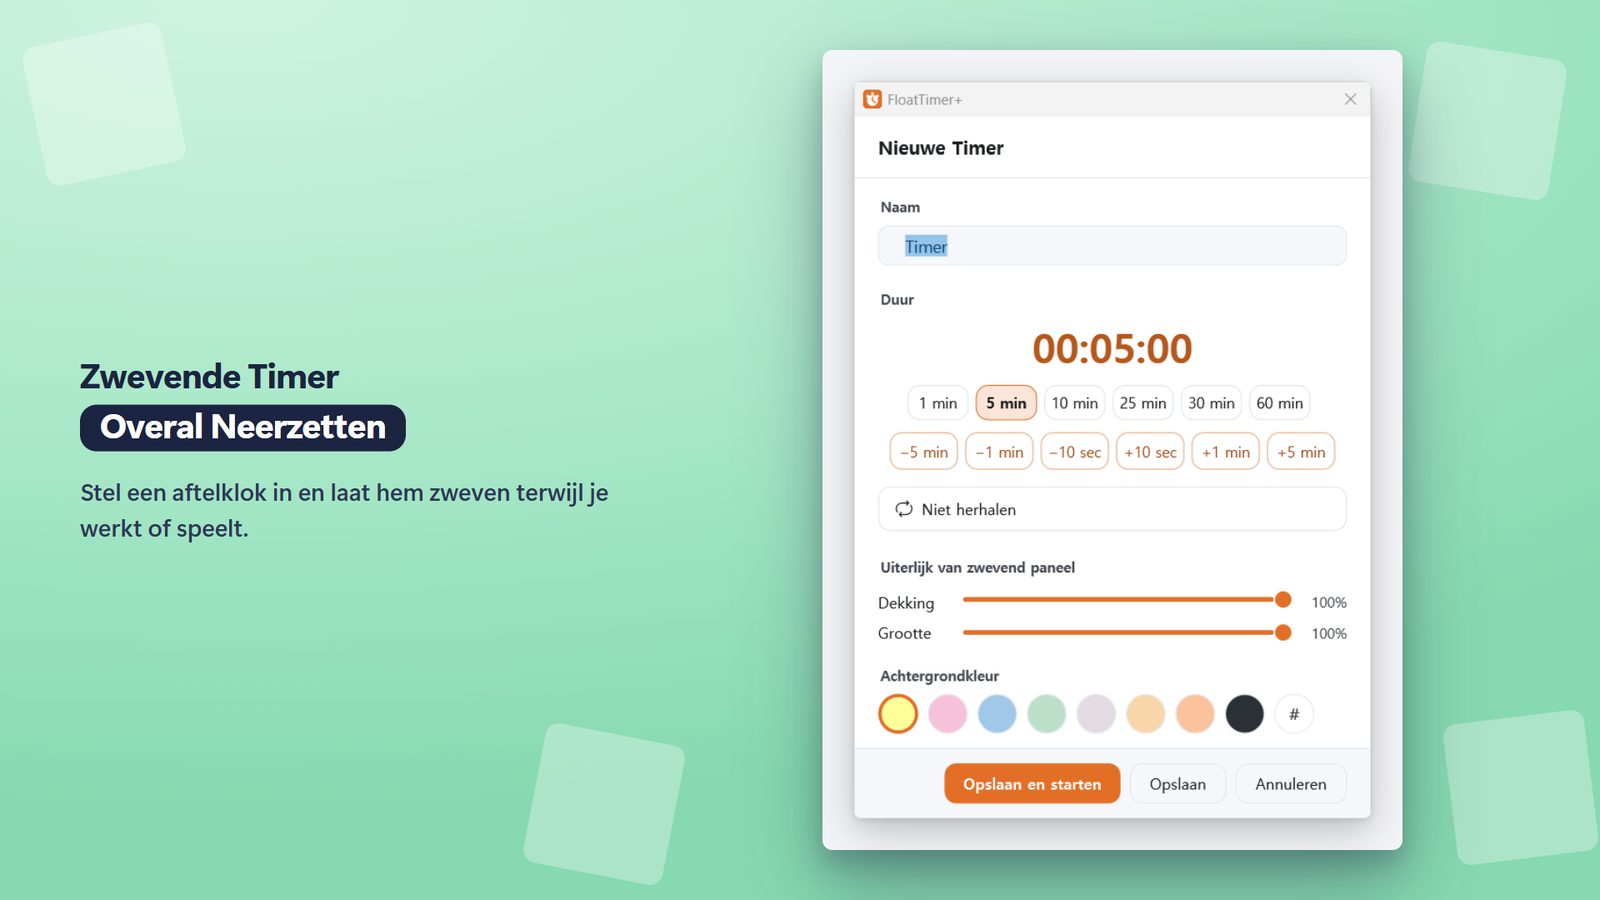 Zwevende Timer
Overal Neerzetten
Stel een aftelklok in en laat hem zweven terwijl je
werkt of speelt.
FloatTimer+
Nieuwe Timer
Naam
Timer
Duur
00:05:00
1 min 5 min 10 min 25 min 30 min 60 min
−5 min −1 min −10 sec +10 sec +1 min +5 min
Niet herhalen
Uiterlijk van zwevend paneel
Dekking 100%
Grootte 100%
Achtergrondkleur
#
Opslaan en starten Opslaan Annuleren